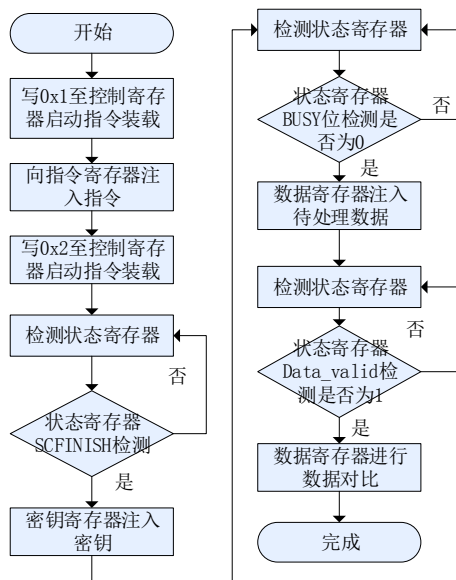 开始
写0x1至控制寄存
器启动指令装载
向指令寄存器注
入指令
写0x2至控制寄存
器启动指令装载
检测状态寄存器
否
状态寄存器
SCFINISH检测
是
密钥寄存器注入
密钥
检测状态寄存器
状态寄存器
BUSY位检测是
否为0
否
是
数据寄存器注入
待处理数据
检测状态寄存器
否
状态寄存器
Data_valid检
测是否为1
是
数据寄存器进行
数据对比
完成